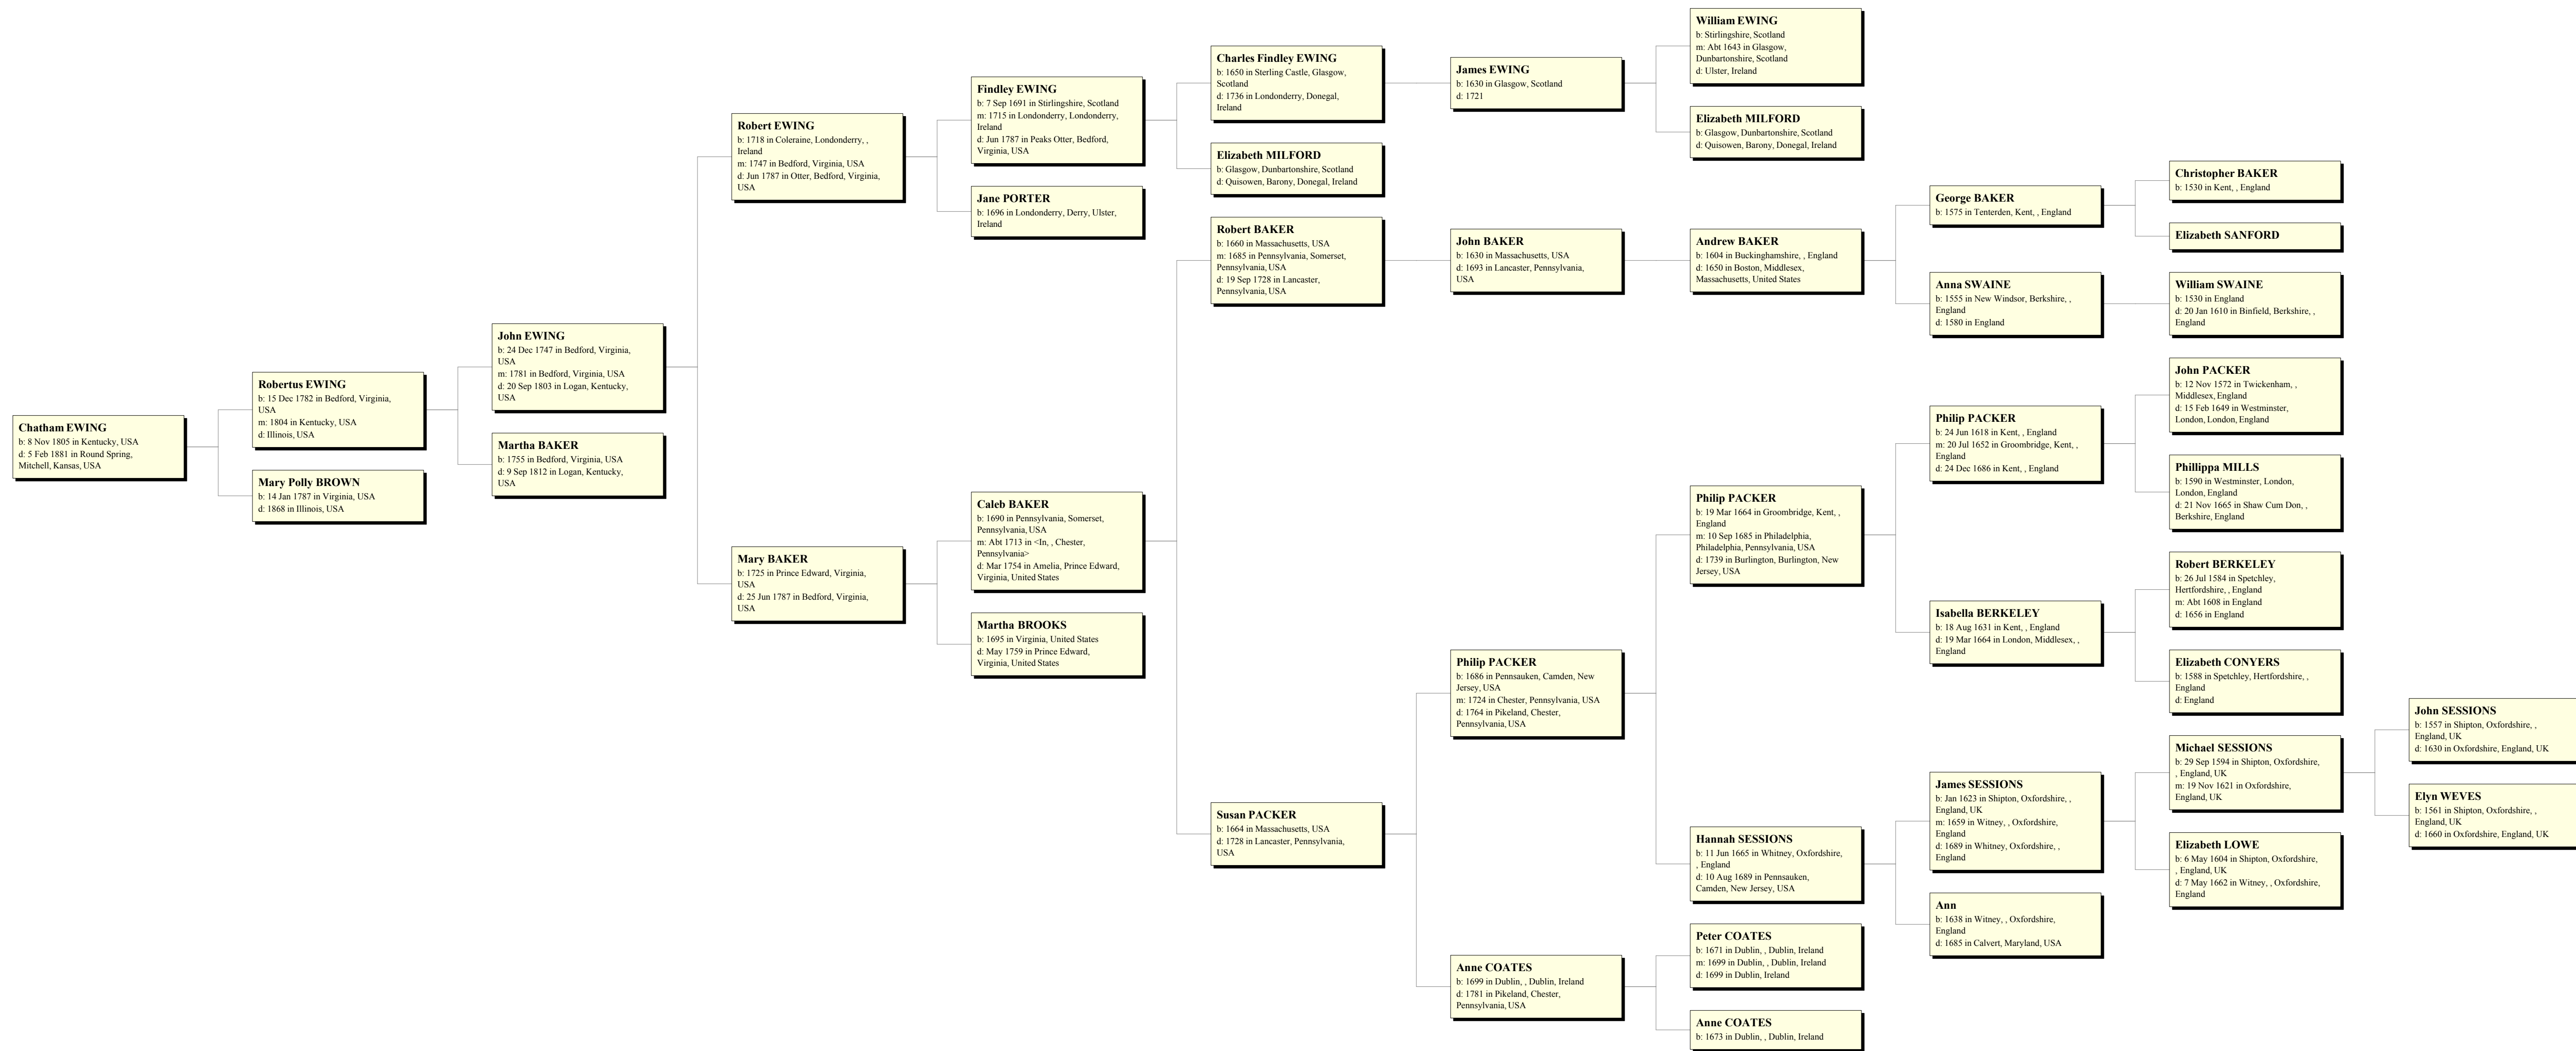 Chatham EWING
b: 8 Nov 1805 in Kentucky, USA
d: 5 Feb 1881 in Round Spring,
Mitchell, Kansas, USA
Robertus EWING
b: 15 Dec 1782 in Bedford, Virginia,
USA
m: 1804 in Kentucky, USA
d: Illinois, USA
Mary Polly BROWN
b: 14 Jan 1787 in Virginia, USA
d: 1868 in Illinois, USA
John EWING
b: 24 Dec 1747 in Bedford, Virginia,
USA
m: 1781 in Bedford, Virginia, USA
d: 20 Sep 1803 in Logan, Kentucky,
USA
Martha BAKER
b: 1755 in Bedford, Virginia, USA
d: 9 Sep 1812 in Logan, Kentucky,
USA
Robert EWING
b: 1718 in Coleraine, Londonderry, ,
Ireland
m: 1747 in Bedford, Virginia, USA
d: Jun 1787 in Otter, Bedford, Virginia,
USA
Mary BAKER
b: 1725 in Prince Edward, Virginia,
USA
d: 25 Jun 1787 in Bedford, Virginia,
USA
Findley EWING
b: 7 Sep 1691 in Stirlingshire, Scotland
m: 1715 in Londonderry, Londonderry,
Ireland
d: Jun 1787 in Peaks Otter, Bedford,
Virginia, USA
Jane PORTER
b: 1696 in Londonderry, Derry, Ulster,
Ireland
Caleb BAKER
b: 1690 in Pennsylvania, Somerset,
Pennsylvania, USA
m: Abt 1713 in <In, , Chester,
Pennsylvania>
d: Mar 1754 in Amelia, Prince Edward,
Virginia, United States
Martha BROOKS
b: 1695 in Virginia, United States
d: May 1759 in Prince Edward,
Virginia, United States
Charles Findley EWING
b: 1650 in Sterling Castle, Glasgow,
Scotland
d: 1736 in Londonderry, Donegal,
Ireland
Elizabeth MILFORD
b: Glasgow, Dunbartonshire, Scotland
d: Quisowen, Barony, Donegal, Ireland
Robert BAKER
b: 1660 in Massachusetts, USA
m: 1685 in Pennsylvania, Somerset,
Pennsylvania, USA
d: 19 Sep 1728 in Lancaster,
Pennsylvania, USA
Susan PACKER
b: 1664 in Massachusetts, USA
d: 1728 in Lancaster, Pennsylvania,
USA
James EWING
b: 1630 in Glasgow, Scotland
d: 1721
John BAKER
b: 1630 in Massachusetts, USA
d: 1693 in Lancaster, Pennsylvania,
USA
Philip PACKER
b: 1686 in Pennsauken, Camden, New
Jersey, USA
m: 1724 in Chester, Pennsylvania, USA
d: 1764 in Pikeland, Chester,
Pennsylvania, USA
Anne COATES
b: 1699 in Dublin, , Dublin, Ireland
d: 1781 in Pikeland, Chester,
Pennsylvania, USA
William EWING
b: Stirlingshire, Scotland
m: Abt 1643 in Glasgow,
Dunbartonshire, Scotland
d: Ulster, Ireland
Elizabeth MILFORD
b: Glasgow, Dunbartonshire, Scotland
d: Quisowen, Barony, Donegal, Ireland
Andrew BAKER
b: 1604 in Buckinghamshire, , England
d: 1650 in Boston, Middlesex,
Massachusetts, United States
Philip PACKER
b: 19 Mar 1664 in Groombridge, Kent, ,
England
m: 10 Sep 1685 in Philadelphia,
Philadelphia, Pennsylvania, USA
d: 1739 in Burlington, Burlington, New
Jersey, USA
Hannah SESSIONS
b: 11 Jun 1665 in Whitney, Oxfordshire,
, England
d: 10 Aug 1689 in Pennsauken,
Camden, New Jersey, USA
Peter COATES
b: 1671 in Dublin, , Dublin, Ireland
m: 1699 in Dublin, , Dublin, Ireland
d: 1699 in Dublin, Ireland
Anne COATES
b: 1673 in Dublin, , Dublin, Ireland
George BAKER
b: 1575 in Tenterden, Kent, , England
Anna SWAINE
b: 1555 in New Windsor, Berkshire, ,
England
d: 1580 in England
Philip PACKER
b: 24 Jun 1618 in Kent, , England
m: 20 Jul 1652 in Groombridge, Kent, ,
England
d: 24 Dec 1686 in Kent, , England
Isabella BERKELEY
b: 18 Aug 1631 in Kent, , England
d: 19 Mar 1664 in London, Middlesex, ,
England
James SESSIONS
b: Jan 1623 in Shipton, Oxfordshire, ,
England, UK
m: 1659 in Witney, , Oxfordshire,
England
d: 1689 in Whitney, Oxfordshire, ,
England
Ann
b: 1638 in Witney, , Oxfordshire,
England
d: 1685 in Calvert, Maryland, USA
Christopher BAKER
b: 1530 in Kent, , England
Elizabeth SANFORD
William SWAINE
b: 1530 in England
d: 20 Jan 1610 in Binfield, Berkshire, ,
England
John PACKER
b: 12 Nov 1572 in Twickenham, ,
Middlesex, England
d: 15 Feb 1649 in Westminster,
London, London, England
Phillippa MILLS
b: 1590 in Westminster, London,
London, England
d: 21 Nov 1665 in Shaw Cum Don, ,
Berkshire, England
Robert BERKELEY
b: 26 Jul 1584 in Spetchley,
Hertfordshire, , England
m: Abt 1608 in England
d: 1656 in England
Elizabeth CONYERS
b: 1588 in Spetchley, Hertfordshire, ,
England
d: England
Michael SESSIONS
b: 29 Sep 1594 in Shipton, Oxfordshire,
, England, UK
m: 19 Nov 1621 in Oxfordshire,
England, UK
Elizabeth LOWE
b: 6 May 1604 in Shipton, Oxfordshire,
, England, UK
d: 7 May 1662 in Witney, , Oxfordshire,
England
John SESSIONS
b: 1557 in Shipton, Oxfordshire, ,
England, UK
d: 1630 in Oxfordshire, England, UK
Elyn WEVES
b: 1561 in Shipton, Oxfordshire, ,
England, UK
d: 1660 in Oxfordshire, England, UK